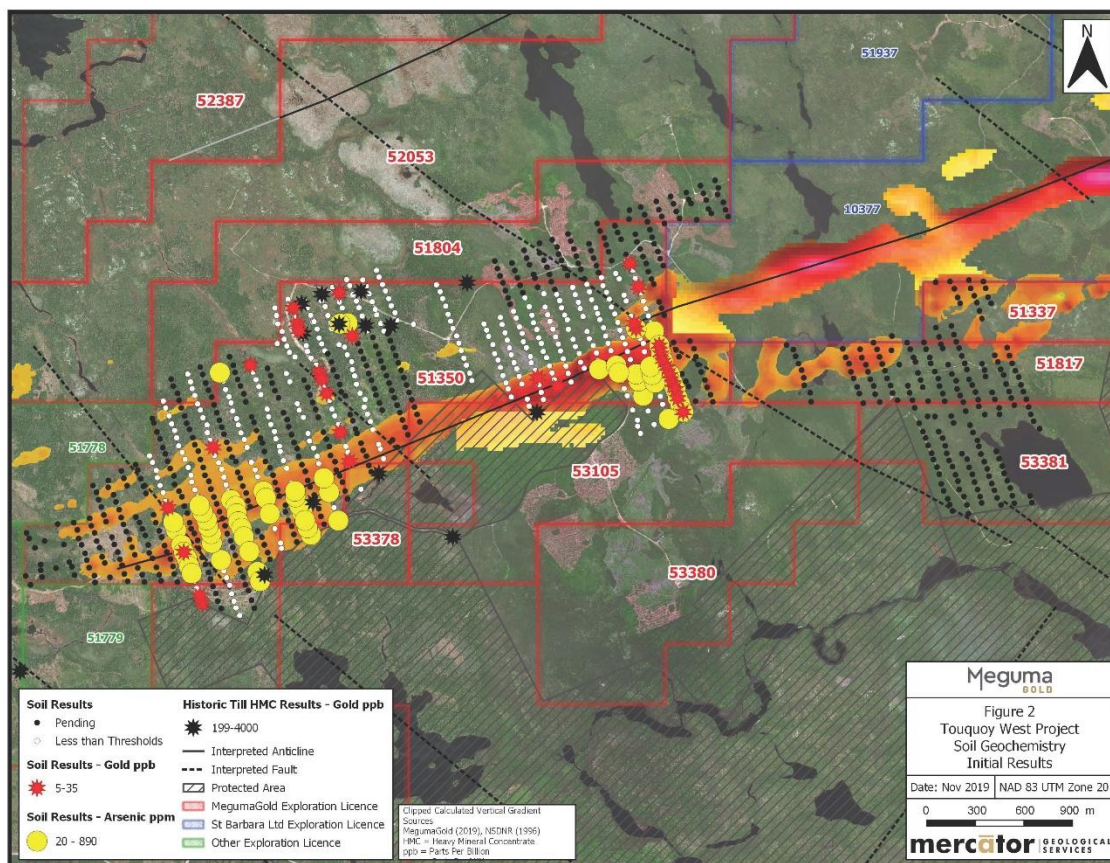 N
51937
52387
52053
10377
51804
51337
51350
51817
51778
53105
53381
53378
53380
51779
Soil Results
Pending
Less than Thresholds
Soil Results - Gold ppb
5-35
Soil Results - Arsenic ppm
20 - 890
Historic Till HMC Results - Gold ppb
199-4000
Interpreted Anticline
Interpreted Fault
Protected Area
MegumaGold Exploration Licence
St Barbara Ltd Exploration Licence
Other Exploration Licence
Clipped Calculated Vertical Gradient
Sources
MegumaGold (2019), NSDNR (1996)
HMC = Heavy Mineral Concentrate
ppb = Parts Per Billion
Meguma
GOLD
Figure 2
Touquoy West Project
Soil Geochemistry
Initial Results
Date: Nov 2019 NAD 83 UTM Zone 20
0 300 600 900 m
mercator GEOLOGICAL SERVICES